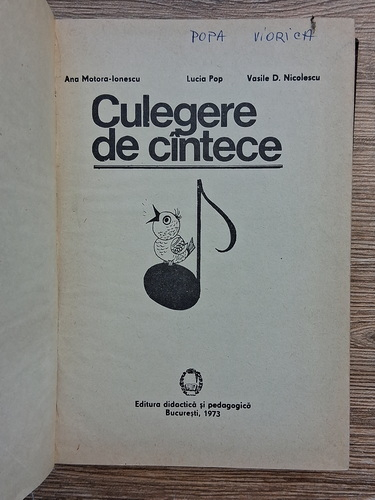 POPA VIORICA
Ana Motora-Ionescu Lucia Pop Vasile D. Nicolescu
Culegere
de cîntece
Editura didactică și pedagogică
București, 1973